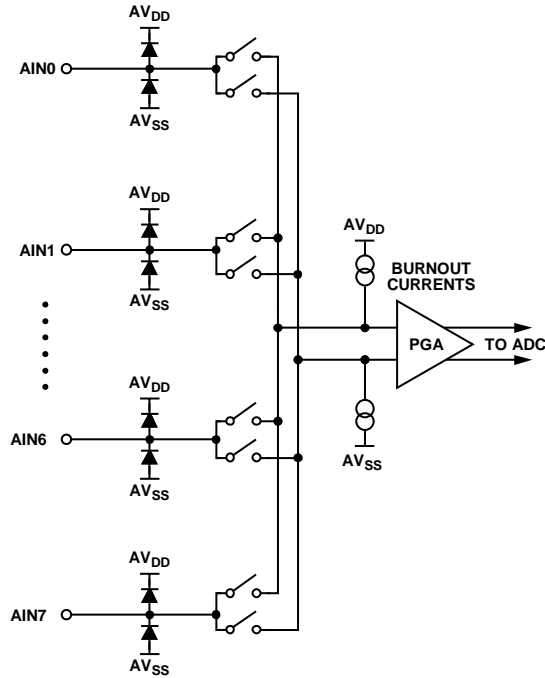 AVDD
AIN0
AVSS
AVDD
AIN1
AVSS
AVDD
BURNOUT
CURRENTS
PGA
TO ADC
AVDD
AIN6
AVSS
AVSS
AVDD
AIN7
AVSS